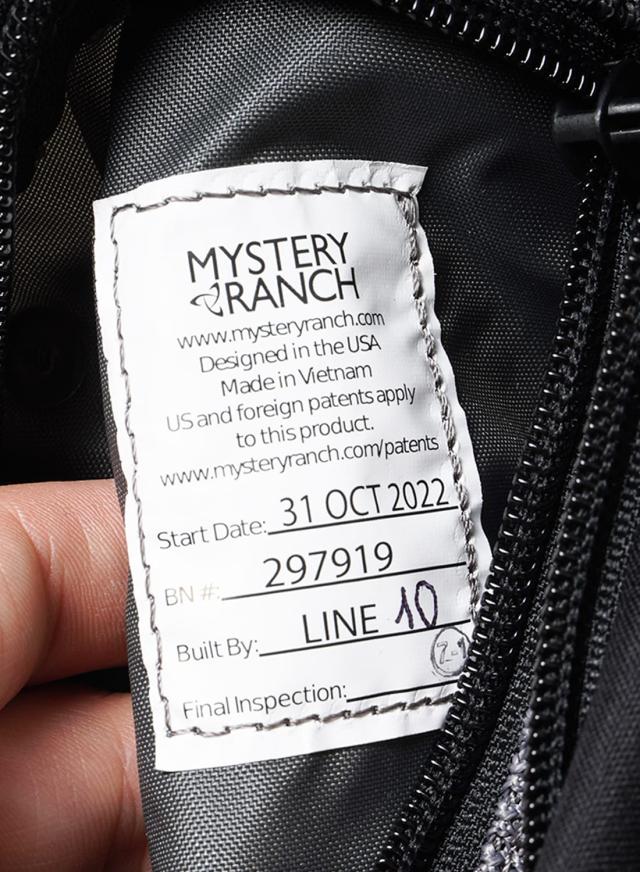 MYSTERY
RANCH
www.mysteryranch.com
Designed in the USA
Made in Vietnam
US and foreign patents apply
to this product.
www.mysteryranch.com/patents
Start Date: 31 OCT 2022
BN #: 297919
Built By: LINE 10
Final Inspection: